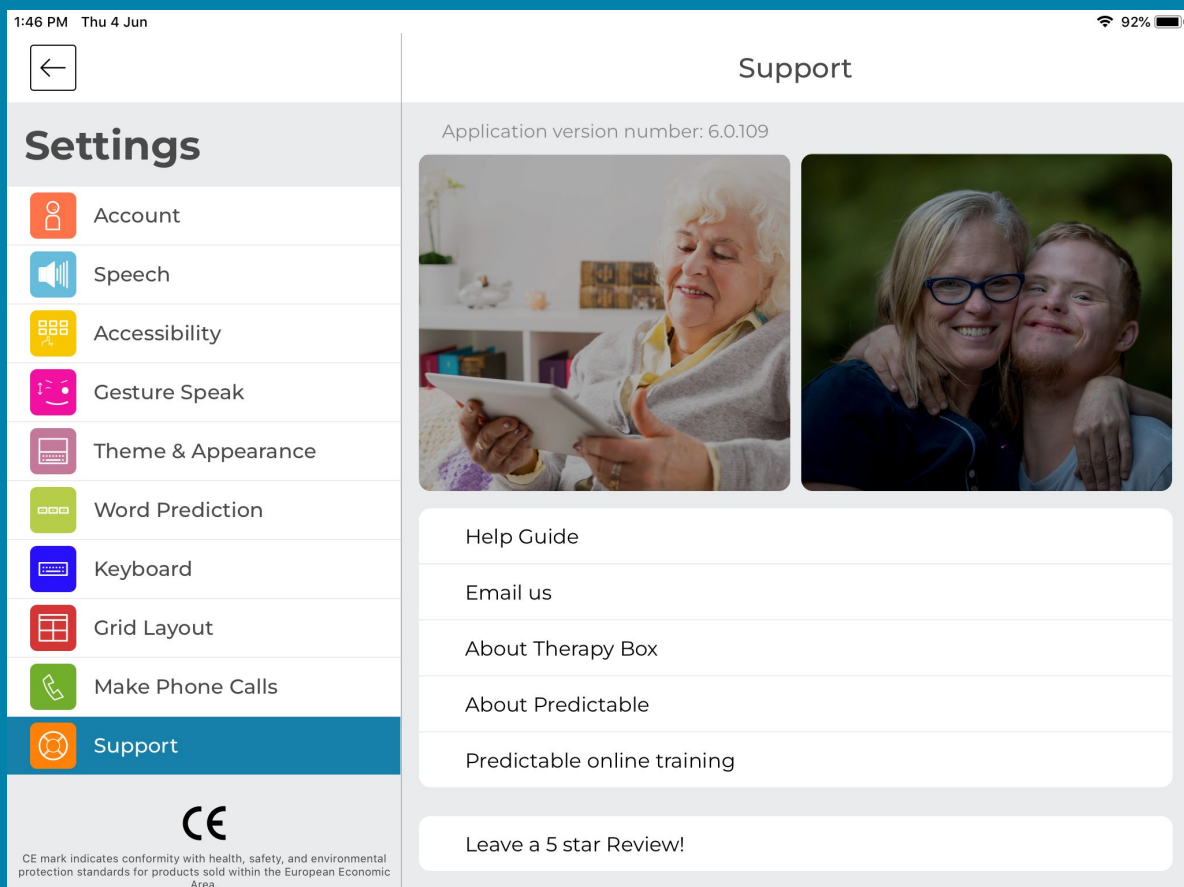 1:46 PM Thu 4 Jun
92%
Support
Settings
Account
Speech
Accessibility
Gesture Speak
Theme & Appearance
Word Prediction
Keyboard
Grid Layout
Make Phone Calls
Support
CE
CE mark indicates conformity with health, safety, and environmental
protection standards for products sold within the European Economic
Area
Application version number: 6.0.109
Help Guide
Email us
About Therapy Box
About Predictable
Predictable online training
Leave a 5 star Review!